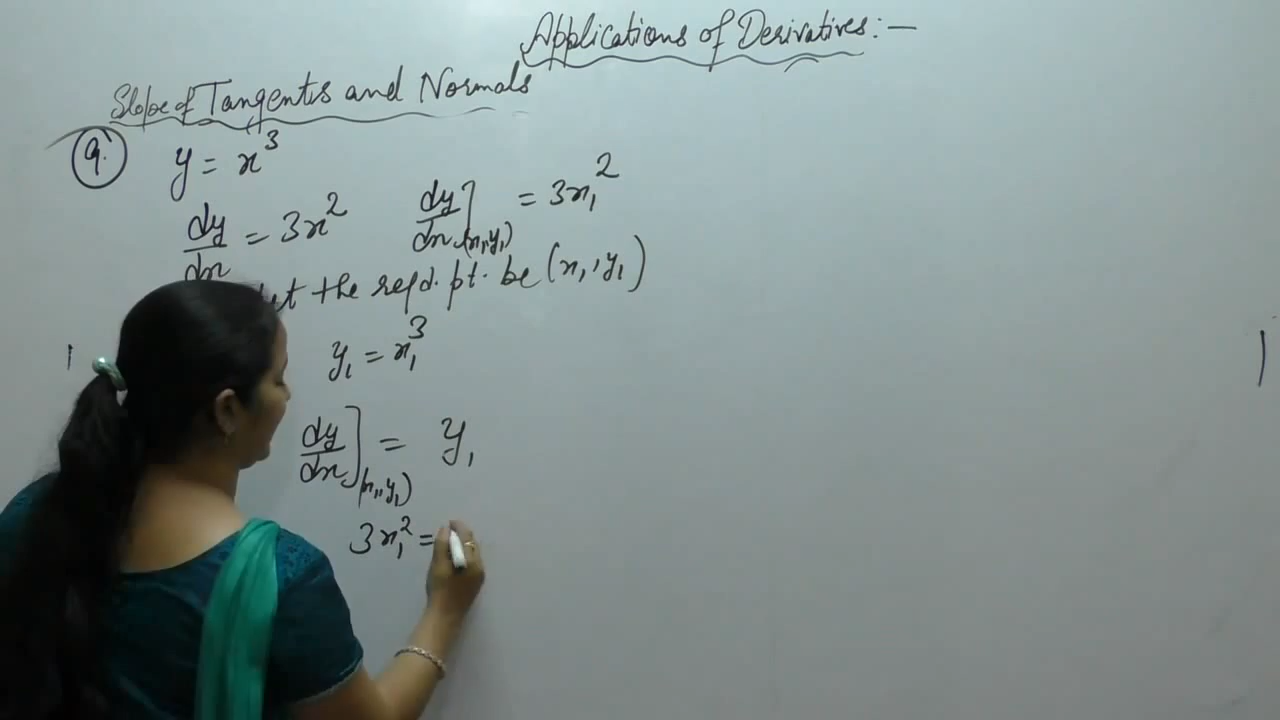 Applications of Derivatives:-
Slope of Tangents and Normals
9. y = x³
dy/dx = 3x² dy/dx](x₁,y₁) = 3x₁²
let the reqd. pt. be (x₁, y₁)
y₁ = x₁³
dy/dx](x₁,y₁) = y₁
3x₁² =